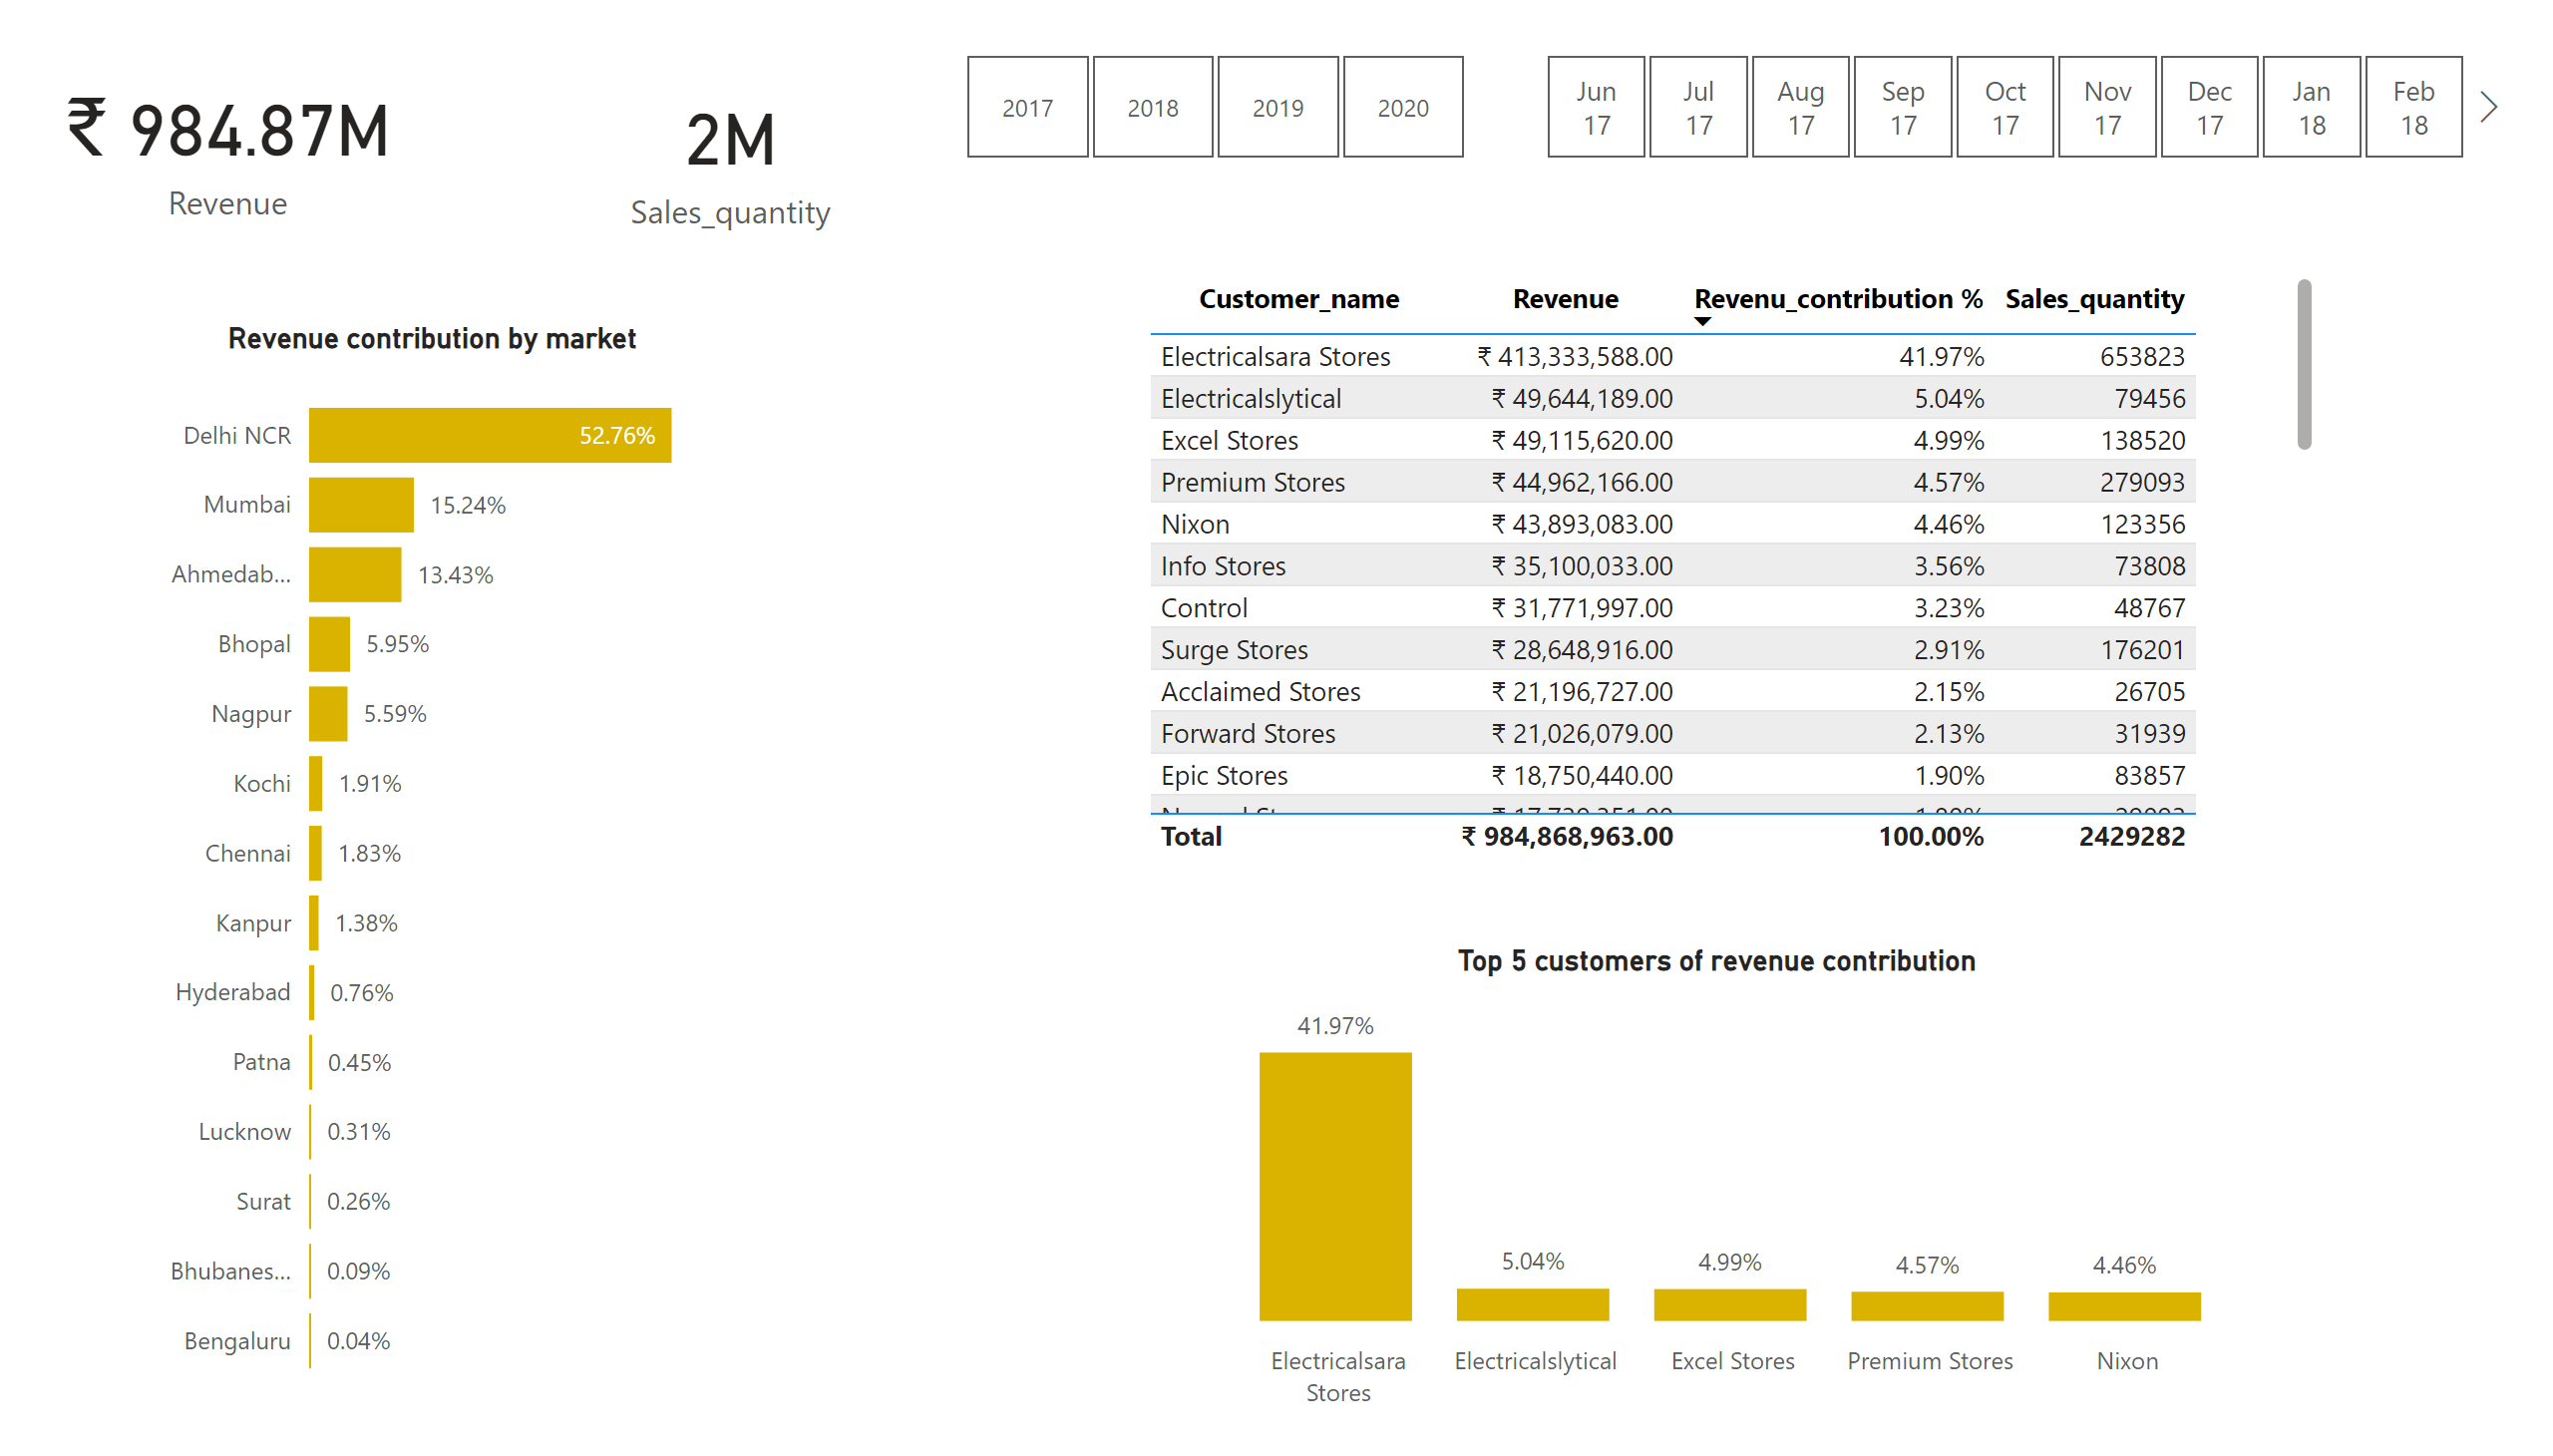 ₹ 984.87M
Revenue
2M
Sales_quantity
2017 2018 2019 2020
Jun 17 Jul 17 Aug 17 Sep 17 Oct 17 Nov 17 Dec 17 Jan 18 Feb 18
Revenue contribution by market
Delhi NCR 52.76%
Mumbai 15.24%
Ahmedab... 13.43%
Bhopal 5.95%
Nagpur 5.59%
Kochi 1.91%
Chennai 1.83%
Kanpur 1.38%
Hyderabad 0.76%
Patna 0.45%
Lucknow 0.31%
Surat 0.26%
Bhubanes... 0.09%
Bengaluru 0.04%
Customer_name Revenue Revenu_contribution % Sales_quantity
Electricalsara Stores ₹ 413,333,588.00 41.97% 653823
Electricalslytical ₹ 49,644,189.00 5.04% 79456
Excel Stores ₹ 49,115,620.00 4.99% 138520
Premium Stores ₹ 44,962,166.00 4.57% 279093
Nixon ₹ 43,893,083.00 4.46% 123356
Info Stores ₹ 35,100,033.00 3.56% 73808
Control ₹ 31,771,997.00 3.23% 48767
Surge Stores ₹ 28,648,916.00 2.91% 176201
Acclaimed Stores ₹ 21,196,727.00 2.15% 26705
Forward Stores ₹ 21,026,079.00 2.13% 31939
Epic Stores ₹ 18,750,440.00 1.90% 83857
Total ₹ 984,868,963.00 100.00% 2429282
Top 5 customers of revenue contribution
41.97% 5.04% 4.99% 4.57% 4.46%
Electricalsara Electricalslytical Excel Stores Premium Stores Nixon
Stores